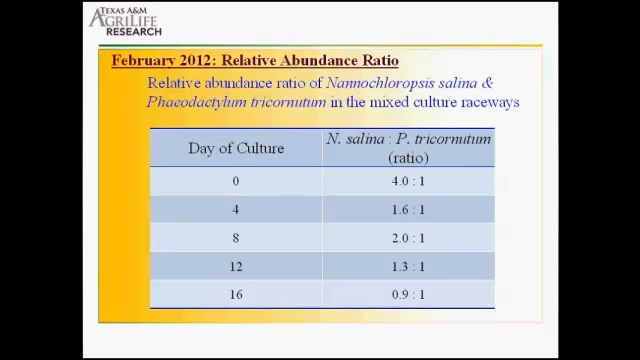 TEXAS A&M
AGRILIFE
RESEARCH
February 2012: Relative Abundance Ratio
Relative abundance ratio of Nannochloropsis salina &
Phaeodactylum tricornutum in the mixed culture raceways
Day of Culture N. salina : P. tricornutum
(ratio)
0 4.0 : 1
4 1.6 : 1
8 2.0 : 1
12 1.3 : 1
16 0.9 : 1